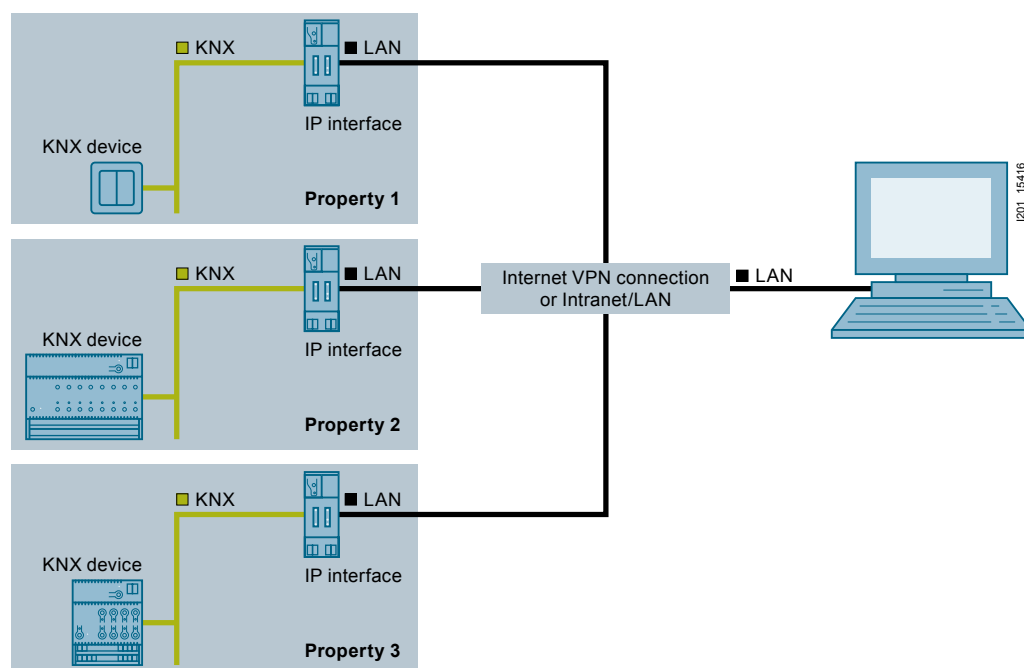 KNX
LAN
IP interface
KNX device
Property 1
KNX
LAN
IP interface
KNX device
Property 2
KNX
LAN
IP interface
KNX device
Property 3
Internet VPN connection
or Intranet/LAN
LAN
I201_15416